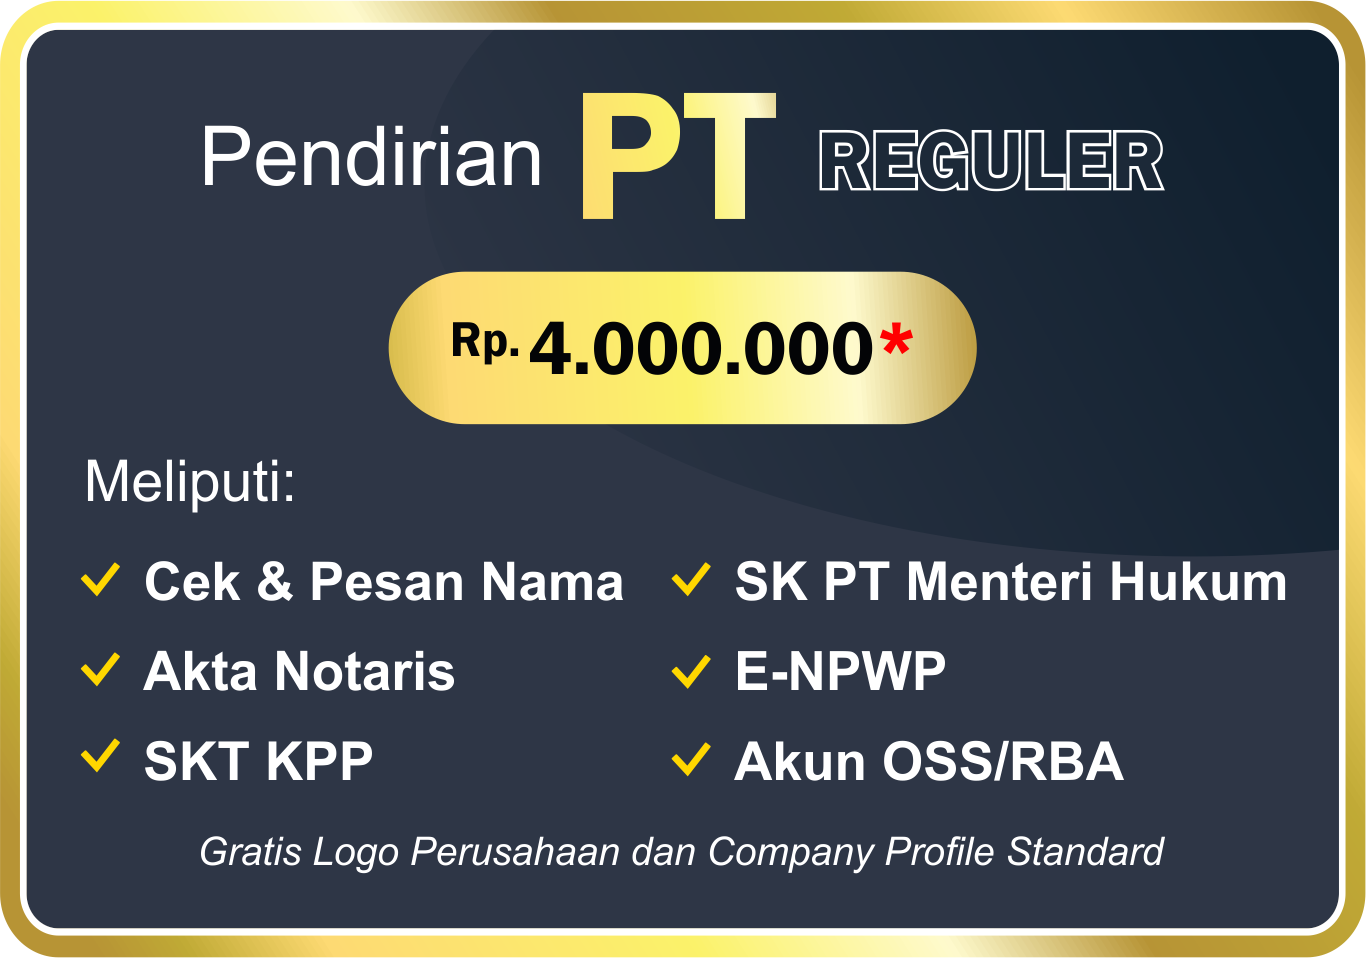 Pendirian PT REGULER
Rp. 4.000.000*
Meliputi:
Cek & Pesan Nama
SK PT Menteri Hukum
Akta Notaris
E-NPWP
SKT KPP
Akun OSS/RBA
Gratis Logo Perusahaan dan Company Profile Standard